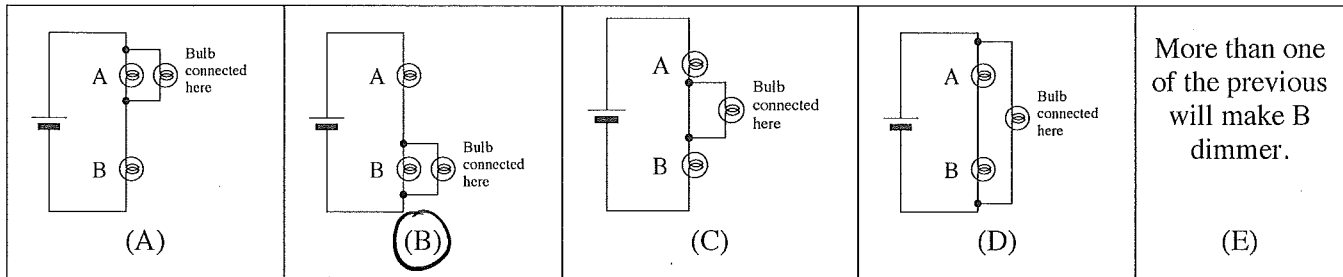 A
Bulb
connected
here
B
(A)
A
B
Bulb
connected
here
(B)
A
Bulb
connected
here
B
(C)
A
Bulb
connected
here
B
(D)
More than one
of the previous
will make B
dimmer.
(E)